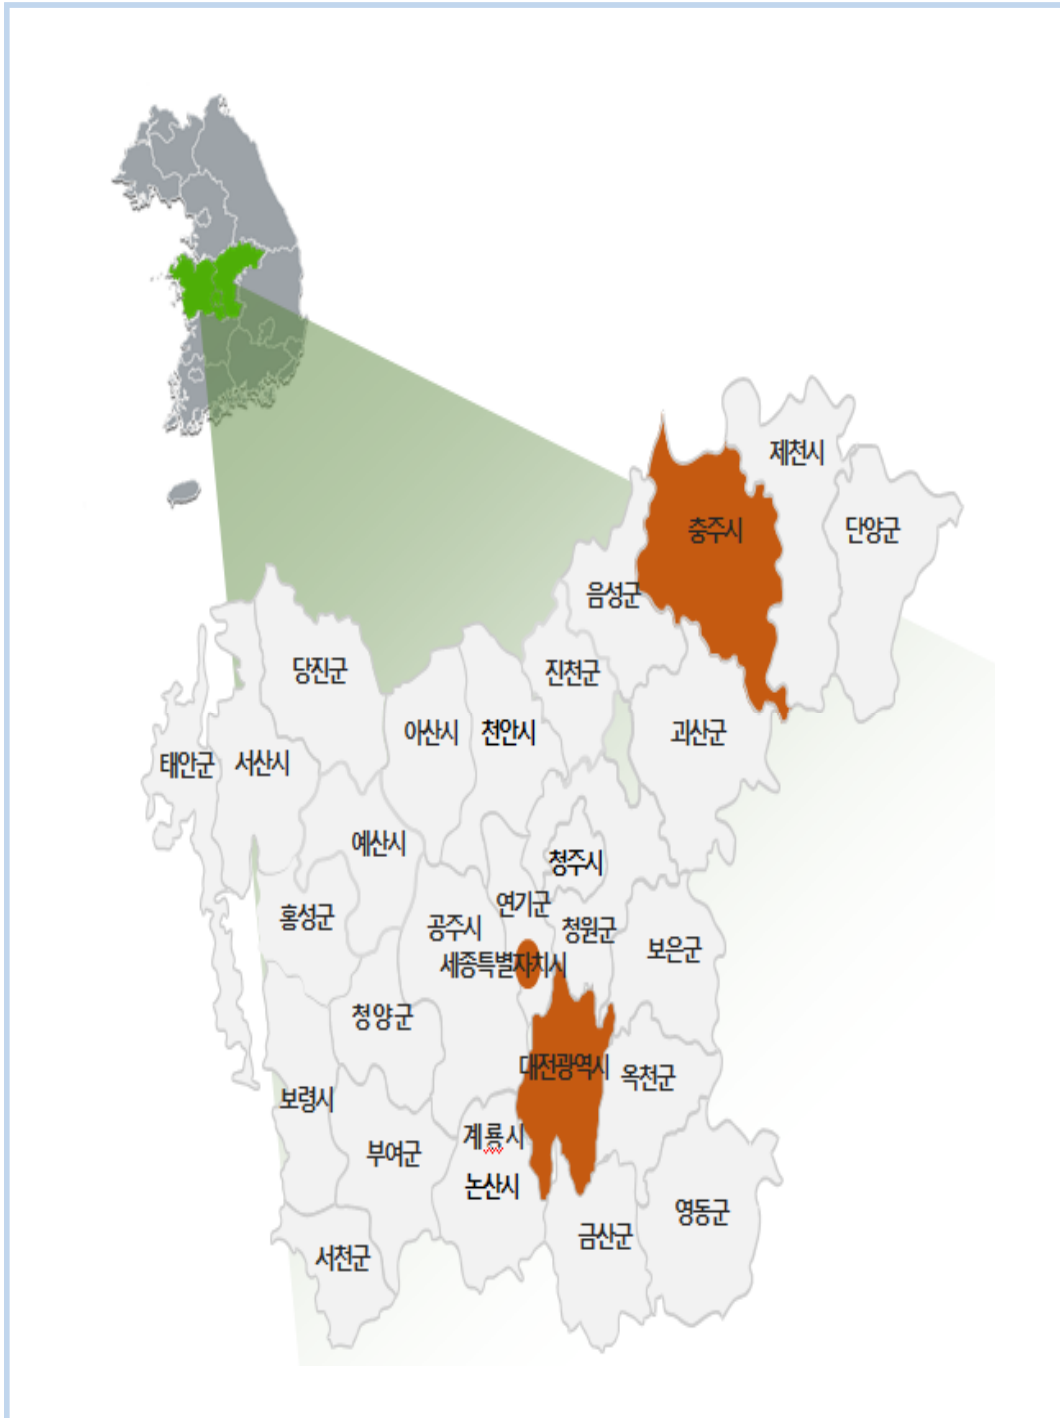 제천시
충주시
단양군
음성군
당진군
진천군
아산시
천안시
괴산군
태안군
서산시
예산시
청주시
연기군
홍성군
공주시
청원군
보은군
세종특별자치시
청양군
대전광역시
옥천군
보령시
계룡시
부여군
논산시
영동군
금산군
서천군